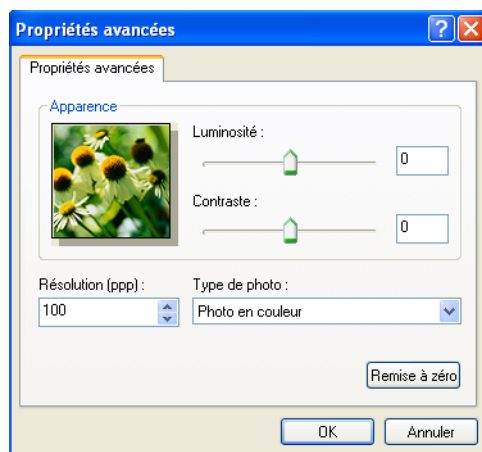 Propriétés avancées
Propriétés avancées
Apparence
Luminosité :
0
Contraste :
0
Résolution (ppp) :
Type de photo :
100
Photo en couleur
Remise à zéro
OK
Annuler